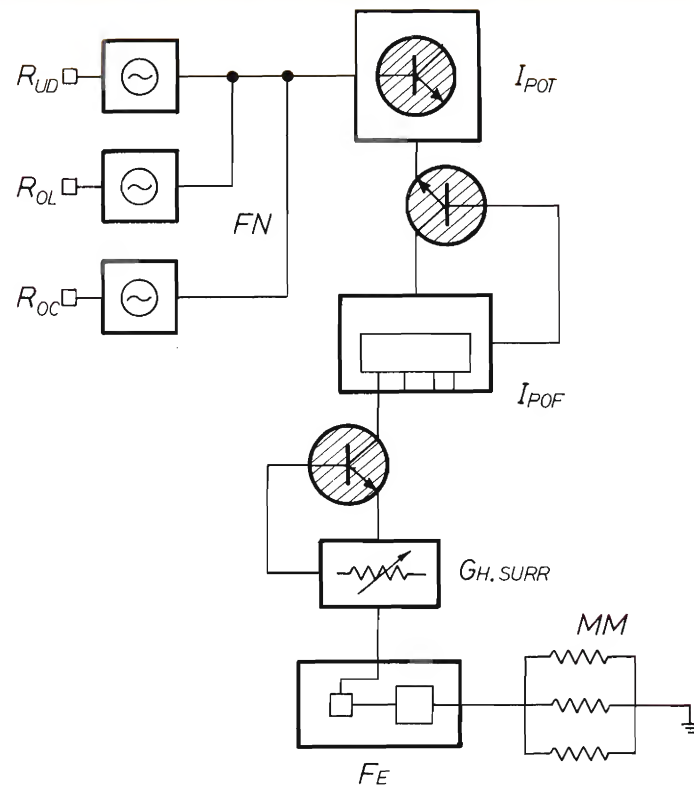 R_UD
I_POT
R_OL
FN
R_OC
I_POF
G_H. SURR
MM
F_E